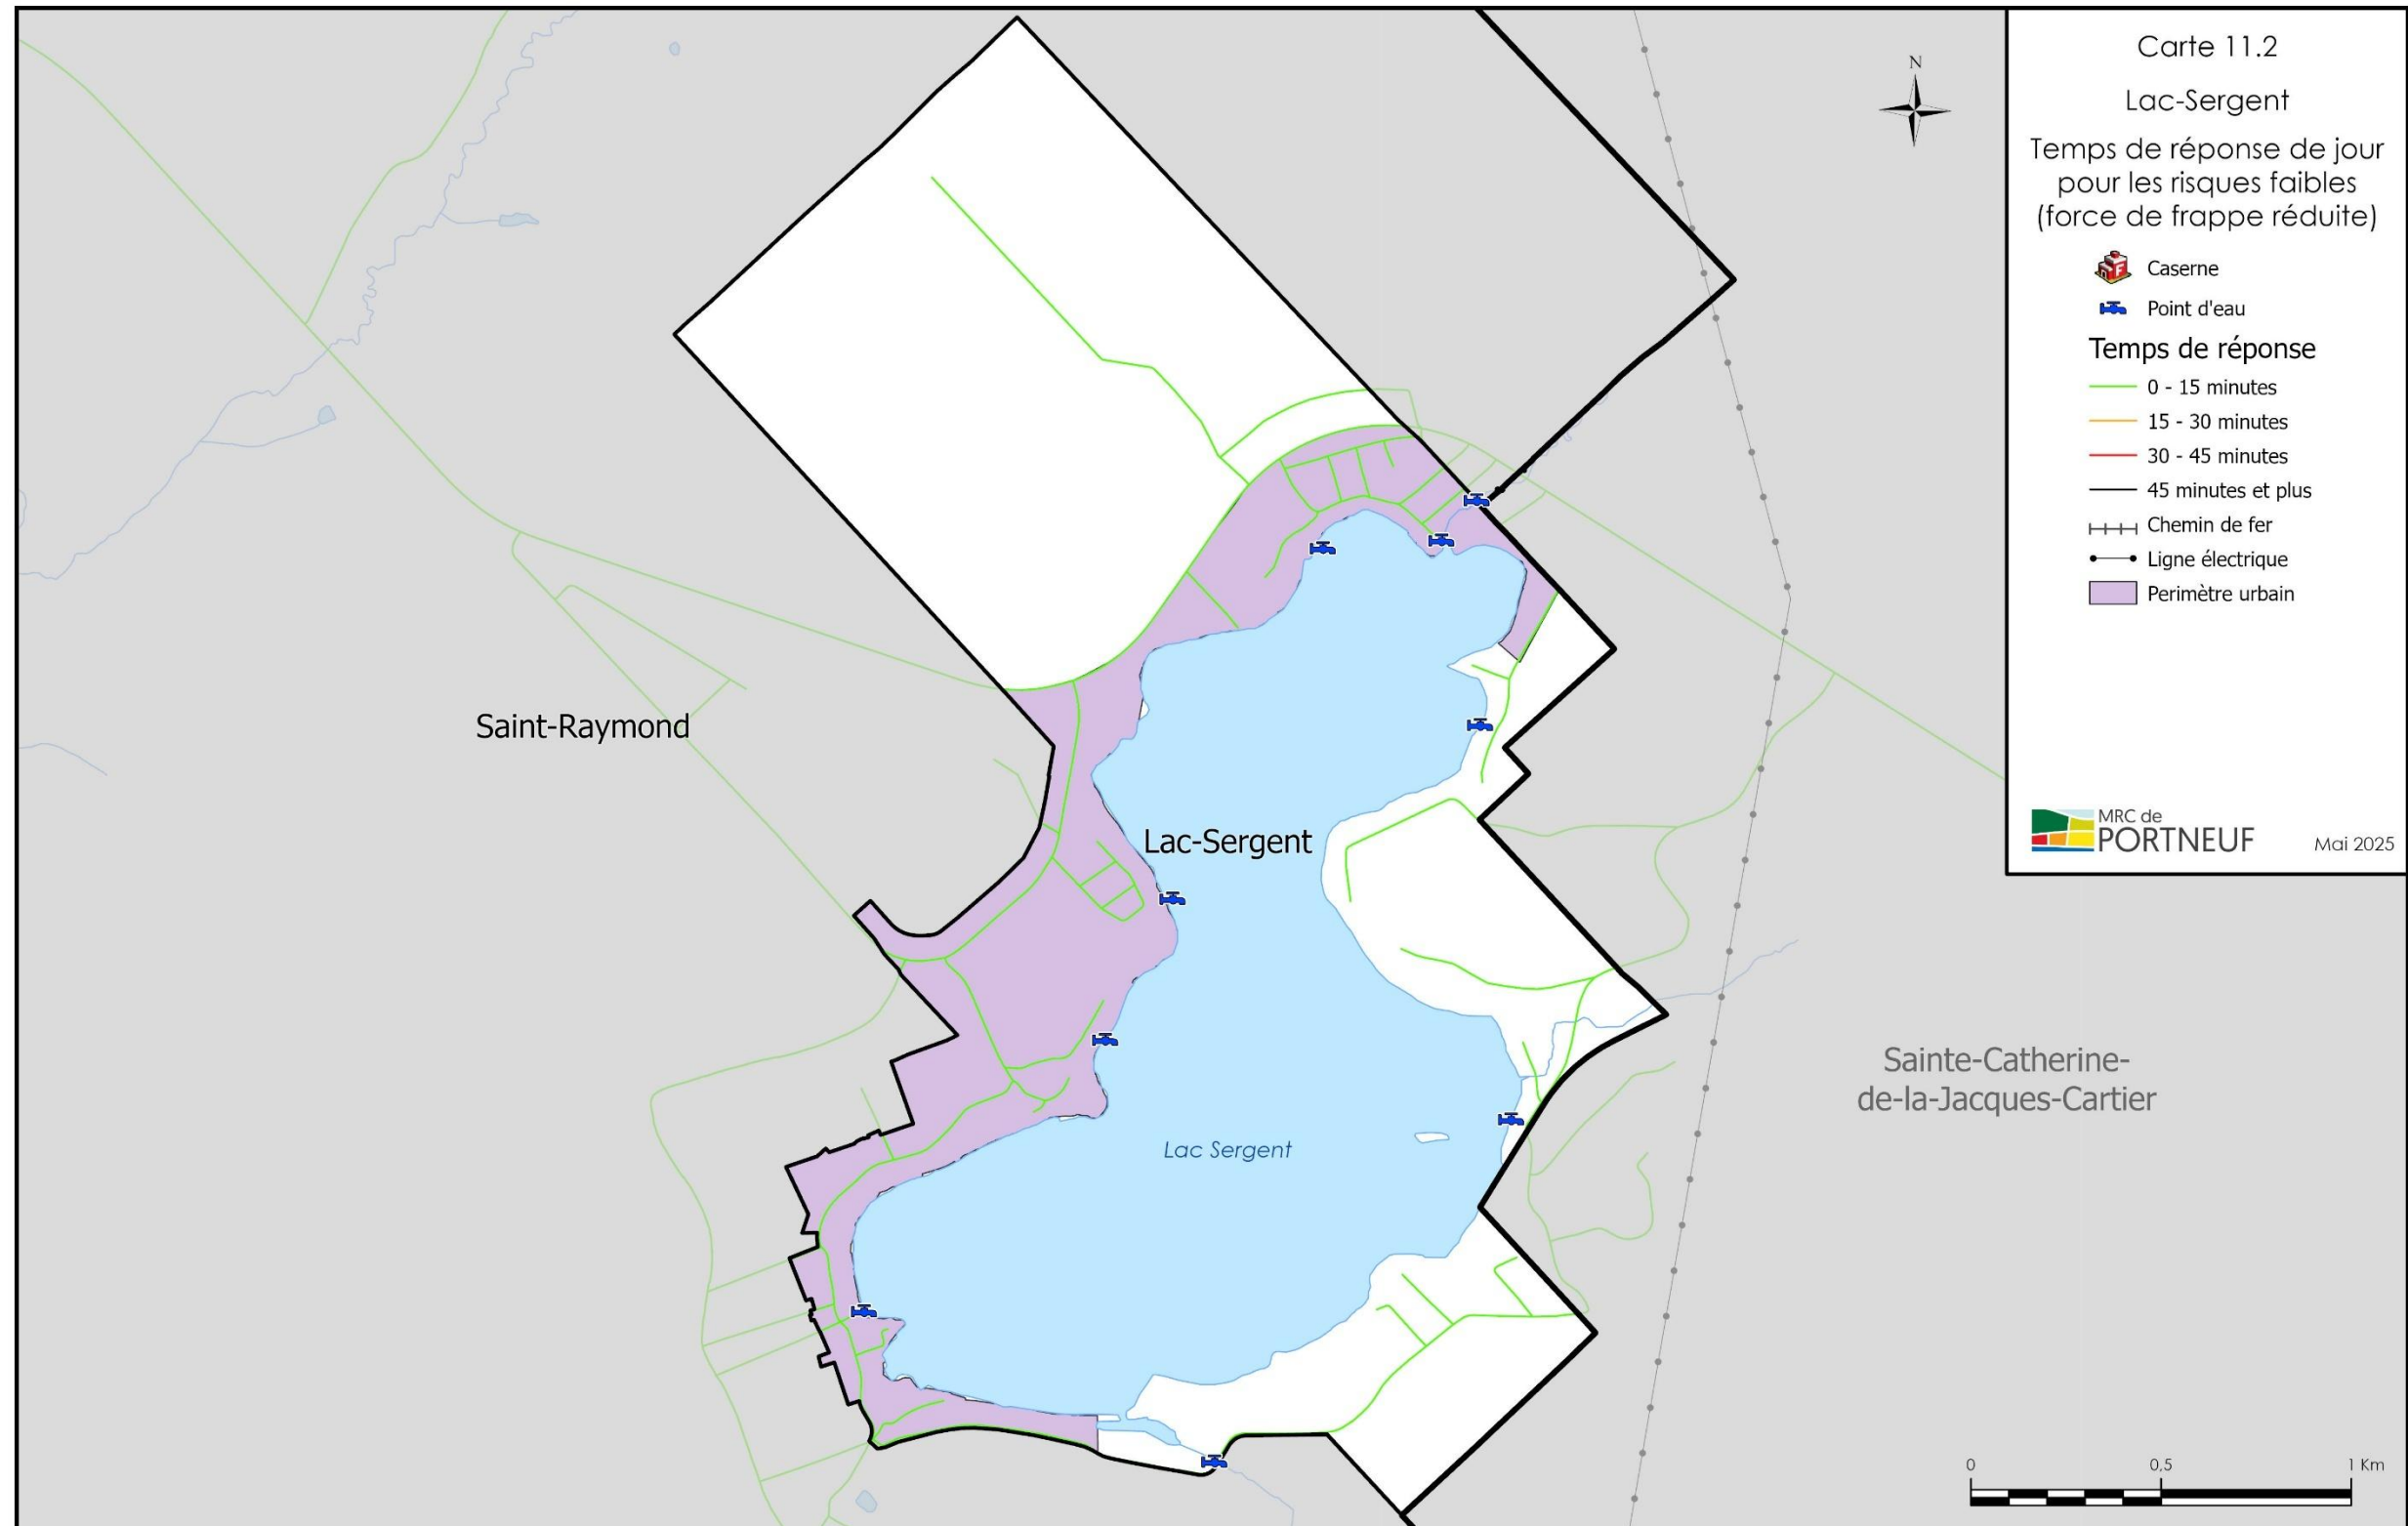 Carte 11.2
Lac-Sergent
Temps de réponse de jour
pour les risques faibles
(force de frappe réduite)
Caserne
Point d'eau
Temps de réponse
0 - 15 minutes
15 - 30 minutes
30 - 45 minutes
45 minutes et plus
Chemin de fer
Ligne électrique
Perimètre urbain
MRC de
PORTNEUF
Mai 2025
N
Saint-Raymond
Lac-Sergent
Lac Sergent
Sainte-Catherine-
de-la-Jacques-Cartier
0 0,5 1 Km